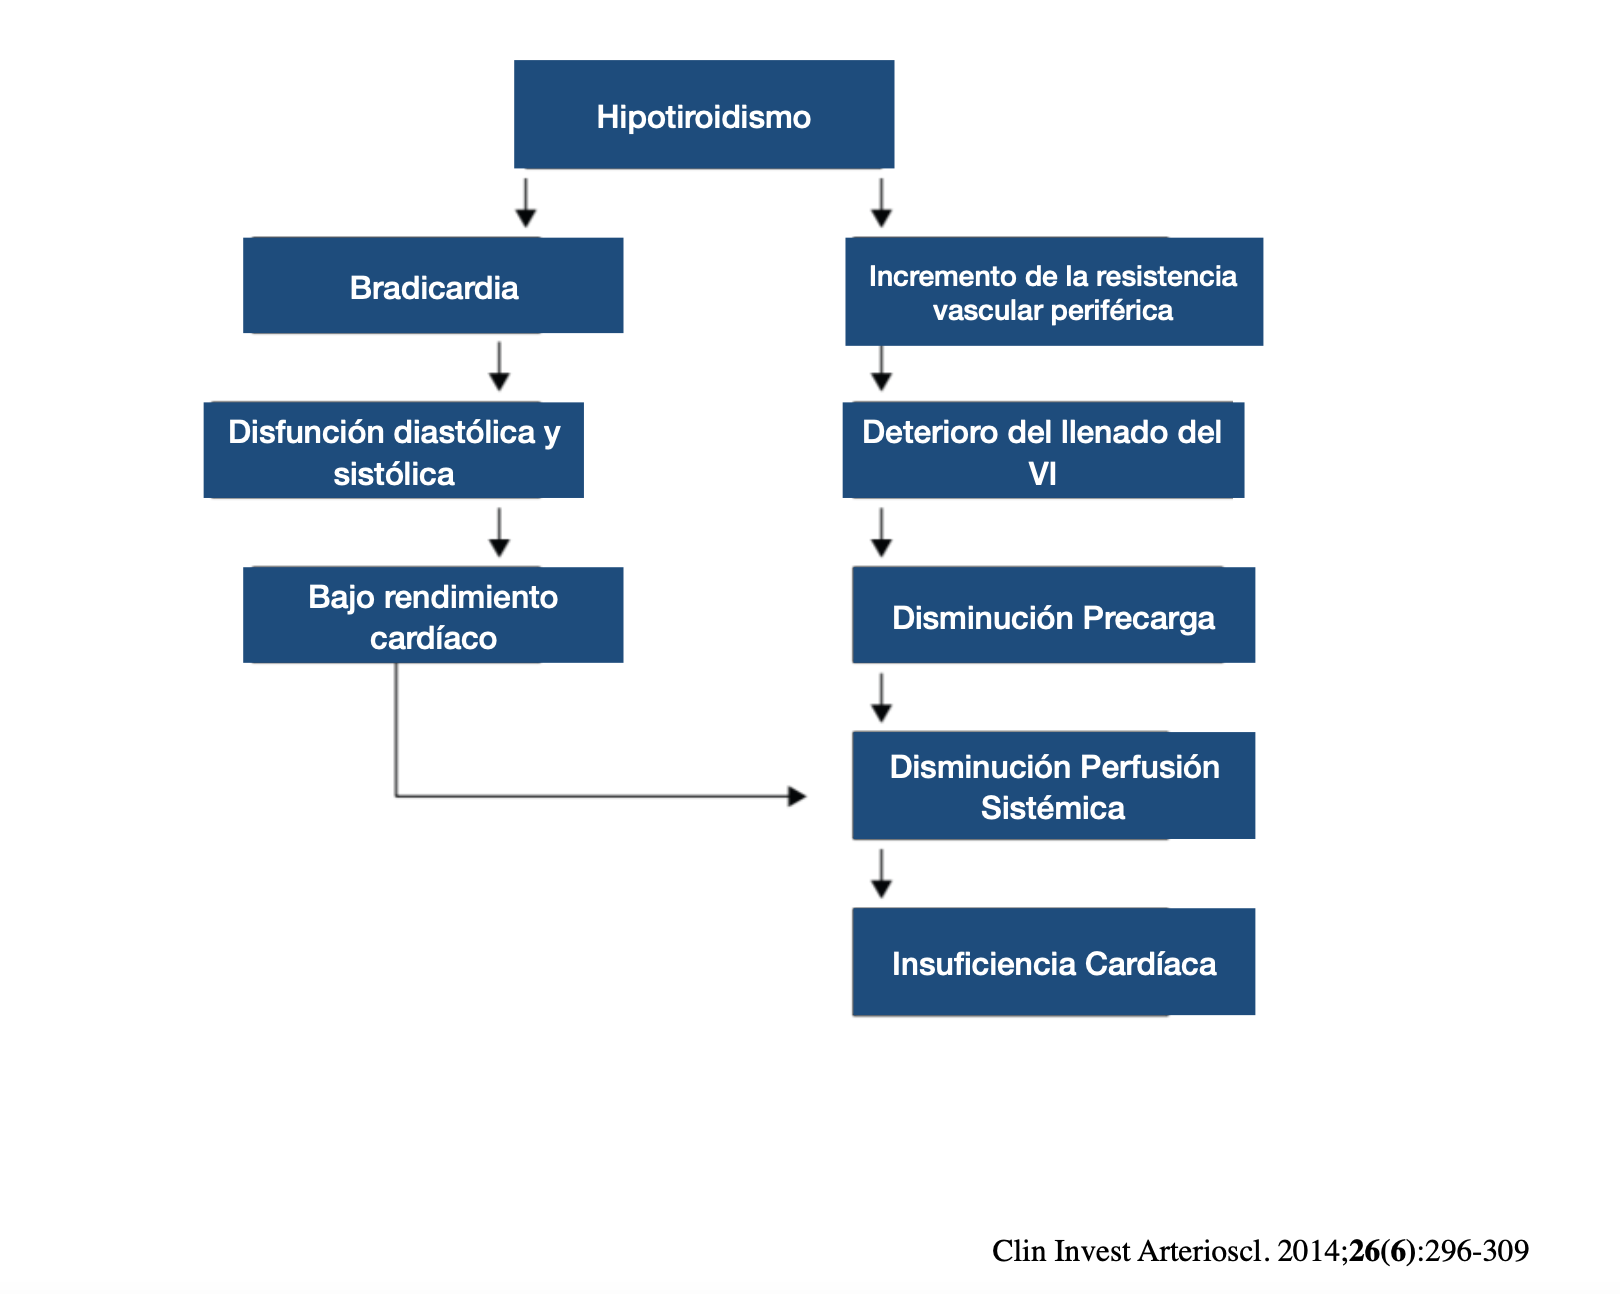 Hipotiroidismo
Bradicardia
Incremento de la resistencia
vascular periférica
Disfunción diastólica y
sistólica
Deterioro del llenado del
VI
Bajo rendimiento
cardíaco
Disminución Precarga
Disminución Perfusión
Sistémica
Insuficiencia Cardíaca
Clin Invest Arterioscl. 2014;26(6):296-309